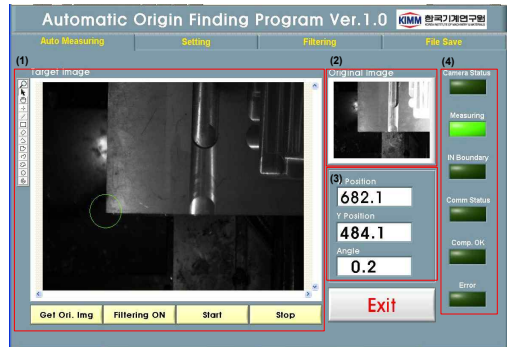 Automatic Origin Finding Program Ver.1.0
KIMM 한국기계연구원
Auto Measuring
Setting
Filtering
File Save
(1)
Target Image
(2)
Original Image
(4)
Camera Status
Measuring
IN Boundary
Comm Status
Comp. OK
Error
(3)
Position
682.1
Y Position
484.1
Angle
0.2
Get Ori. Img
Filtering ON
Start
Stop
Exit